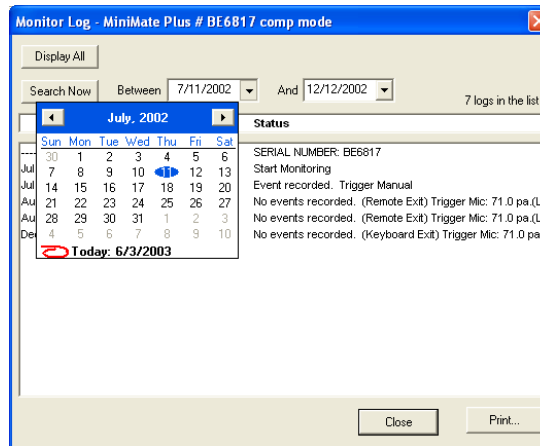 Monitor Log - MiniMate Plus # BE6817 comp mode
Display All
Search Now Between 7/11/2002 And 12/12/2002
7 logs in the list
July, 2002
Status
Sun Mon Tue Wed Thu Fri Sat
30 1 2 3 4 5 6
7 8 9 10 11 12 13
14 15 16 17 18 19 20
21 22 23 24 25 26 27
28 29 30 31 1 2 3
4 5 6 7 8 9 10
Today: 6/3/2003
----
Jul
Jul
Au
Au
De
SERIAL NUMBER: BE6817
Start Monitoring
Event recorded. Trigger Manual
No events recorded. (Remote Exit) Trigger Mic: 71.0 pa.(L
No events recorded. (Remote Exit) Trigger Mic: 71.0 pa.(L
No events recorded. (Keyboard Exit) Trigger Mic: 71.0 pa
Close Print...